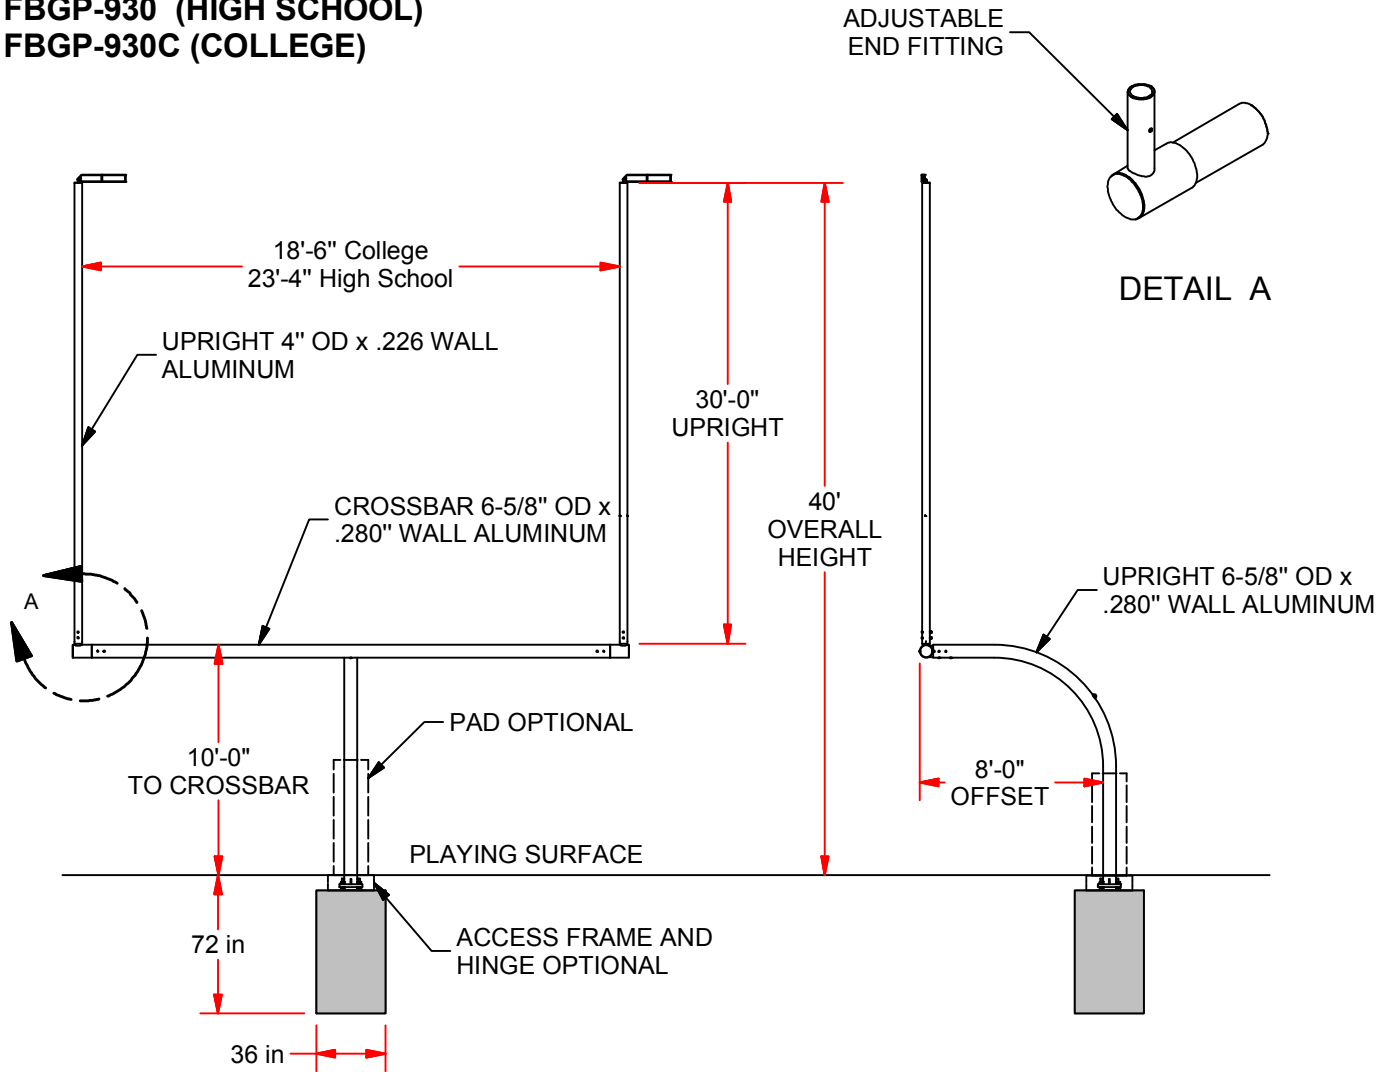 FBGP-930 (HIGH SCHOOL)
FBGP-930C (COLLEGE)
ADJUSTABLE
END FITTING
DETAIL A
18'-6" College
23'-4" High School
UPRIGHT 4" OD x .226 WALL
ALUMINUM
30'-0"
UPRIGHT
CROSSBAR 6-5/8" OD x
.280" WALL ALUMINUM
40'
OVERALL
HEIGHT
UPRIGHT 6-5/8" OD x
.280" WALL ALUMINUM
A
PAD OPTIONAL
10'-0"
TO CROSSBAR
8'-0"
OFFSET
PLAYING SURFACE
72 in
ACCESS FRAME AND
HINGE OPTIONAL
36 in